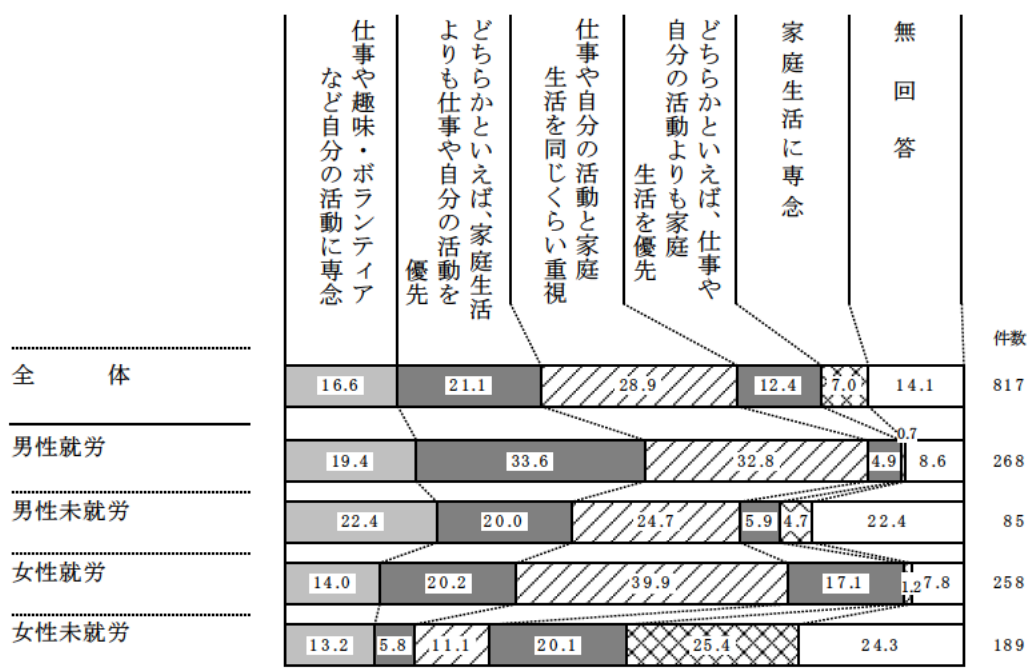 仕事や趣味・ボランティア
など自分の活動に専念
どちらかといえば、家庭生活
よりも仕事や自分の活動を
優先
仕事や自分の活動と家庭
生活を同じくらい重視
どちらかといえば、仕事や
自分の活動よりも家庭
生活を優先
家庭生活に専念
無回答
件数
全体 16.6 21.1 28.9 12.4 7.0 14.1 817
男性就労 19.4 33.6 32.8 4.9 0.7 8.6 268
男性未就労 22.4 20.0 24.7 5.9 4.7 22.4 85
女性就労 14.0 20.2 39.9 17.1 1.2 7.8 258
女性未就労 13.2 5.8 11.1 20.1 25.4 24.3 189